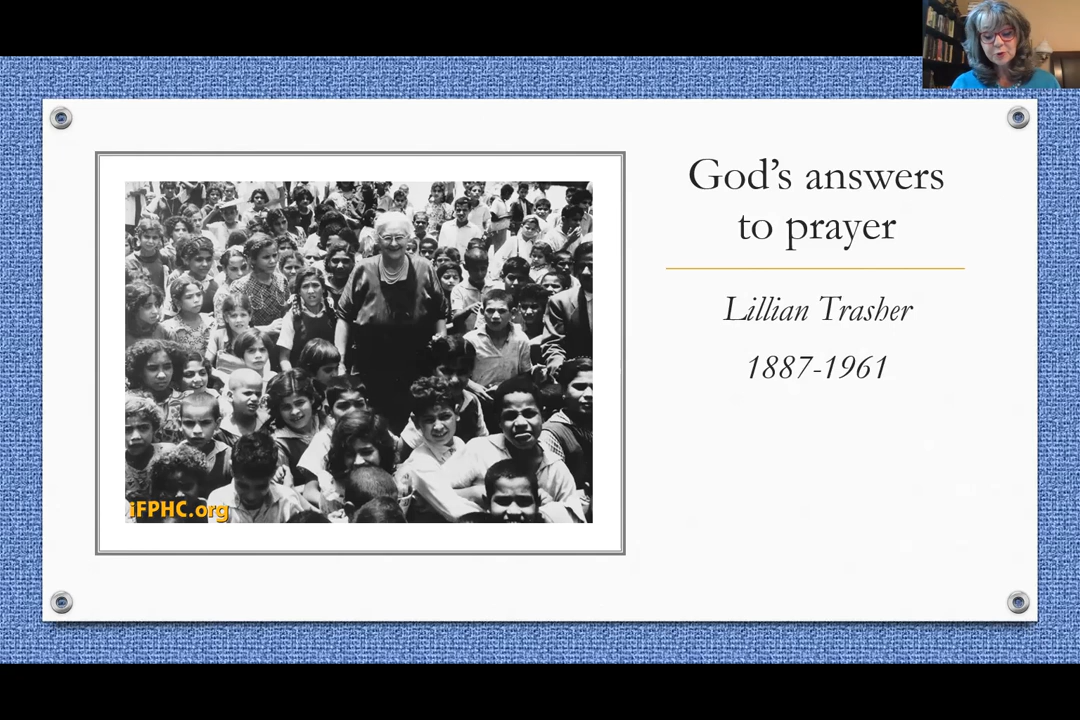 God's answers
to prayer
Lillian Trasher
1887-1961
iFPHC.org